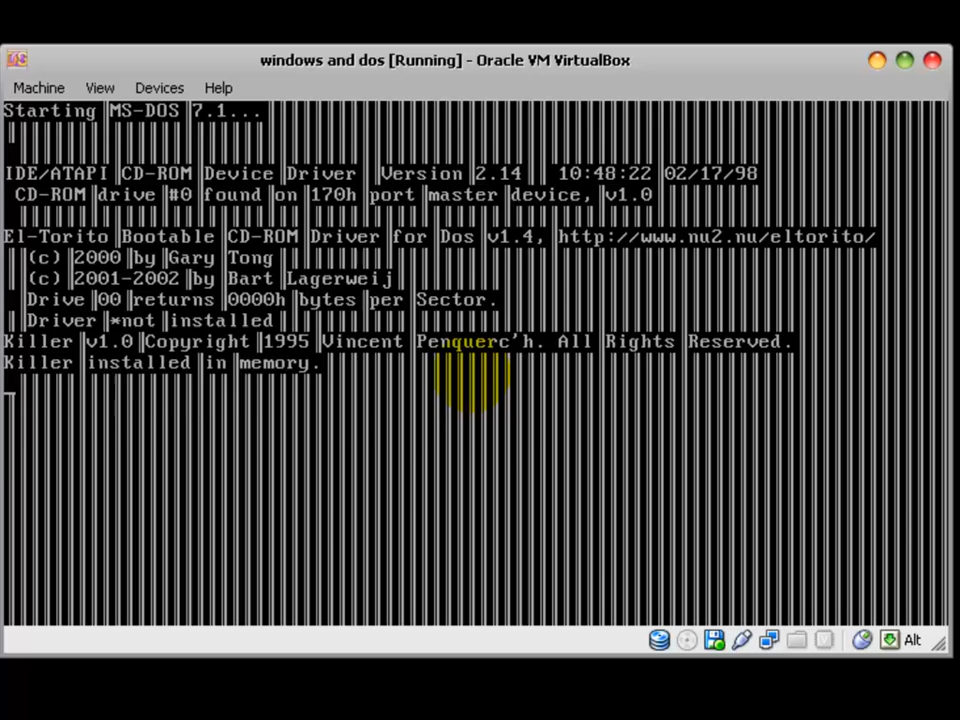 windows and dos [Running] - Oracle VM VirtualBox
Machine View Devices Help
Starting MS-DOS 7.1...
IDE/ATAPI CD-ROM Device Driver Version 2.14 10:48:22 02/17/98
CD-ROM drive #0 found on 170h port master device, v1.0
El-Torito Bootable CD-ROM Driver for Dos v1.4, http://www.nu2.nu/eltorito/
(c) 2000 by Gary Tong
(c) 2001-2002 by Bart Lagerweij
Drive 00 returns 0000h bytes per Sector.
Driver *not installed
Killer v1.0 Copyright 1995 Vincent Penquerc'h. All Rights Reserved.
Killer installed in memory.
Alt